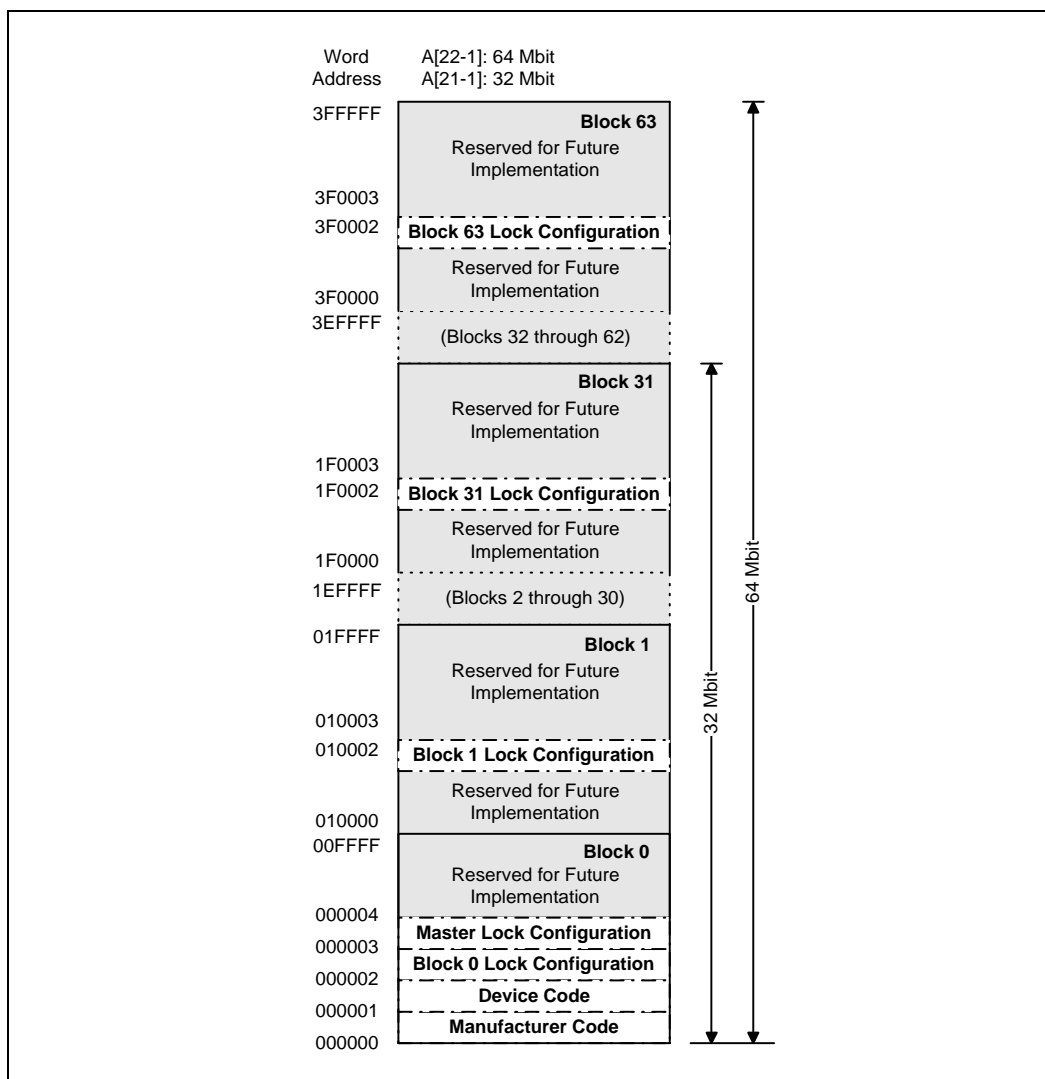 Word Address
A[22-1]: 64 Mbit
A[21-1]: 32 Mbit
3FFFFF
Block 63
Reserved for Future
Implementation
3F0003
3F0002
Block 63 Lock Configuration
Reserved for Future
Implementation
3F0000
3EFFFF
(Blocks 32 through 62)
Block 31
Reserved for Future
Implementation
1F0003
1F0002
Block 31 Lock Configuration
Reserved for Future
Implementation
1F0000
1EFFFF
(Blocks 2 through 30)
01FFFF
Block 1
Reserved for Future
Implementation
010003
010002
Block 1 Lock Configuration
Reserved for Future
Implementation
010000
00FFFF
Block 0
Reserved for Future
Implementation
000004
Master Lock Configuration
000003
Block 0 Lock Configuration
000002
Device Code
000001
Manufacturer Code
000000
32 Mbit
64 Mbit